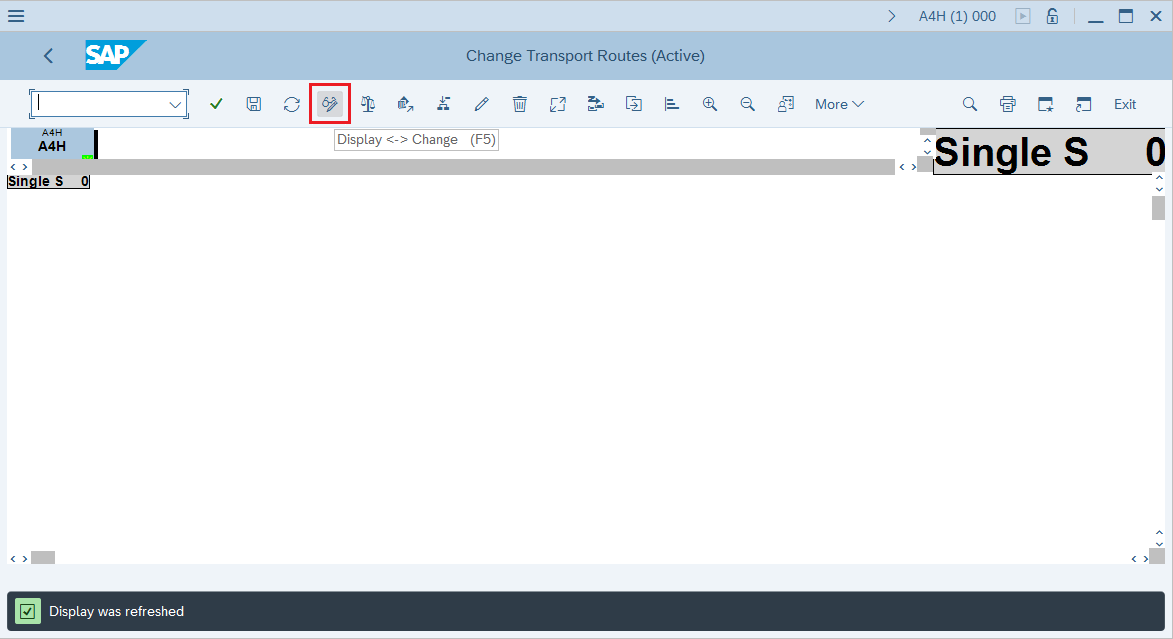 A4H (1) 000
SAP
Change Transport Routes (Active)
More
Exit
A4H
A4H
Display <-> Change (F5)
Single S 0
Single S 0
Display was refreshed